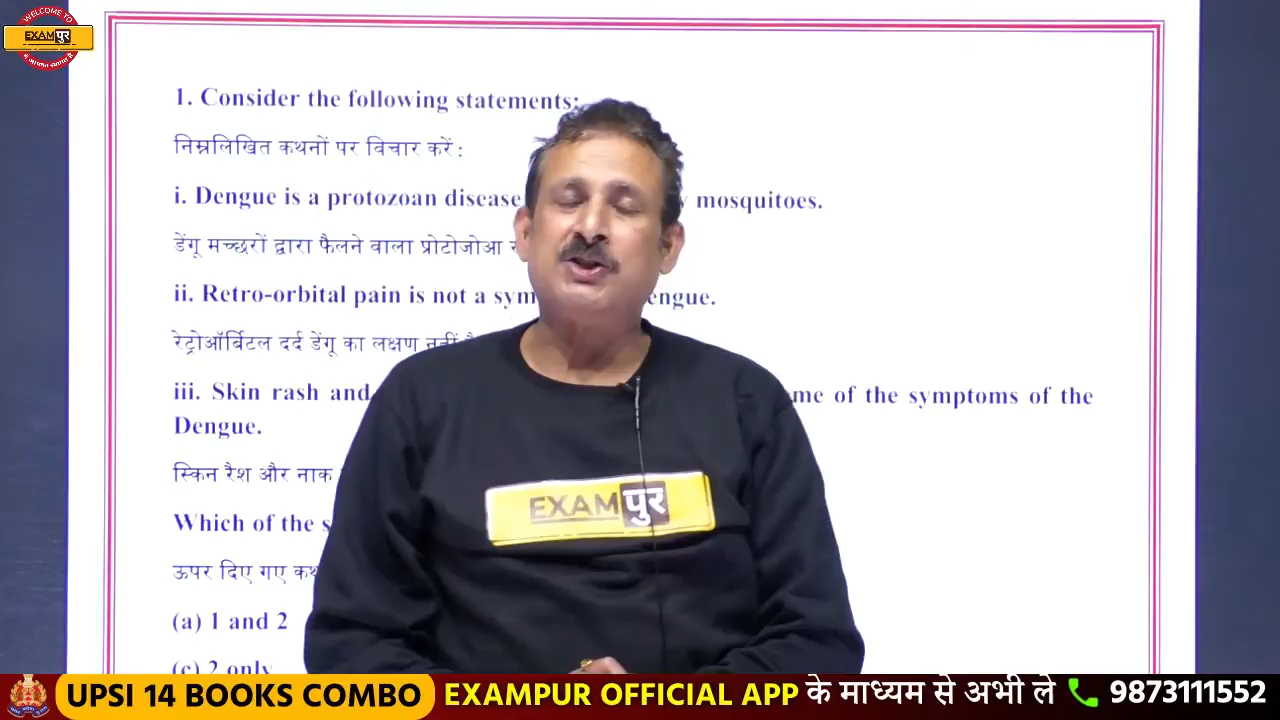 WELCOME TO
EXAMपुर
1. Consider the following statements:
निम्नलिखित कथनों पर विचार करें :
i. Dengue is a protozoan disease mosquitoes.
डेंगू मच्छरों द्वारा फैलने वाला प्रोटोजोआ
ii. Retro-orbital pain is not a
रेट्रोऑर्बिटल दर्द डेंगू का लक्षण
iii. Skin rash and of the symptoms of the
Dengue.
स्किन रैश और नाक
Which of the
ऊपर दिए गए
(a) 1 and 2
(c) 2 only
EXAMपुर
UPSI 14 BOOKS COMBO EXAMPUR OFFICIAL APP के माध्यम से अभी ले 9873111552